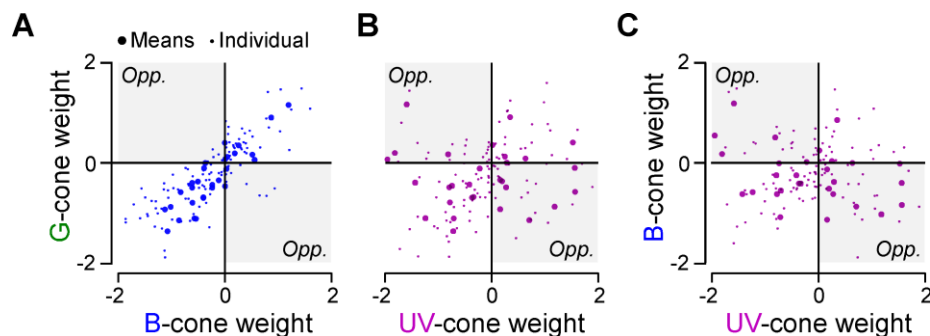 A
B
C
Means
Individual
2
0
-2
G-cone weight
Opp.
Opp.
-2
0
2
B-cone weight
Opp.
Opp.
-2
0
2
UV-cone weight
2
0
-2
B-cone weight
Opp.
Opp.
-2
0
2
UV-cone weight